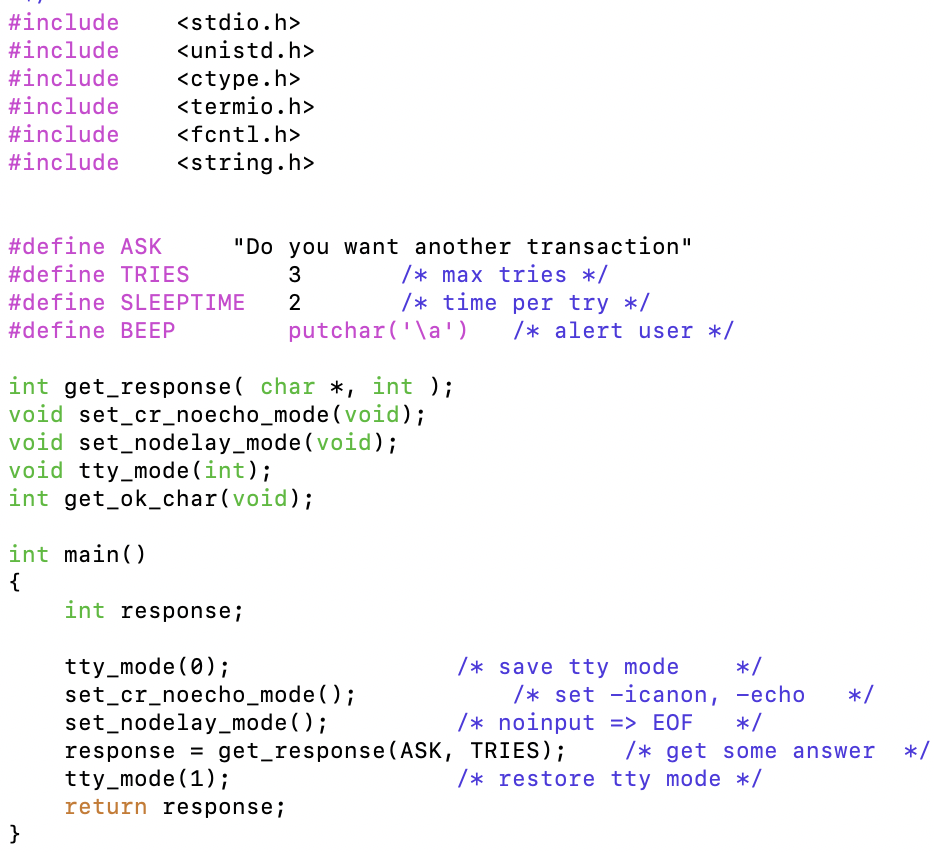 */
#include    <stdio.h>
#include    <unistd.h>
#include    <ctype.h>
#include    <termio.h>
#include    <fcntl.h>
#include    <string.h>
#define ASK     "Do you want another transaction"
#define TRIES       3       /* max tries */
#define SLEEPTIME   2       /* time per try */
#define BEEP        putchar('\a')   /* alert user */
int get_response( char *, int );
void set_cr_noecho_mode(void);
void set_nodelay_mode(void);
void tty_mode(int);
int get_ok_char(void);
int main()
{
    int response;
    tty_mode(0);                /* save tty mode    */
    set_cr_noecho_mode();           /* set -icanon, -echo   */
    set_nodelay_mode();         /* noinput => EOF   */
    response = get_response(ASK, TRIES);    /* get some answer  */
    tty_mode(1);                /* restore tty mode */
    return response;
}